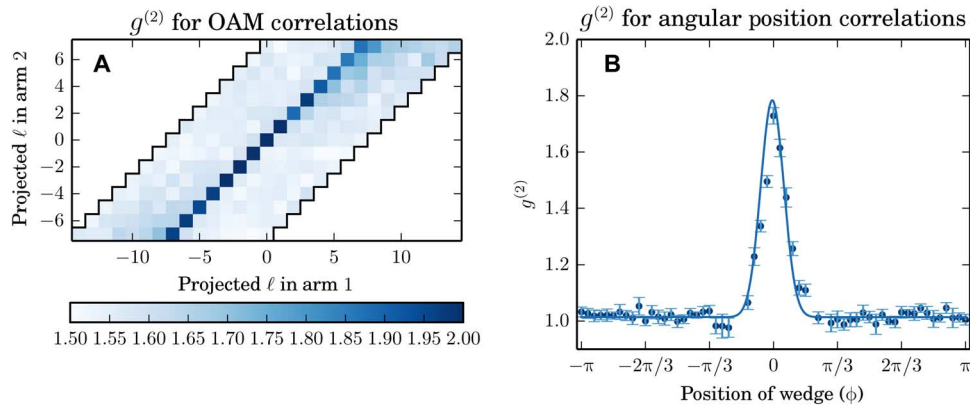 g(2) for OAM correlations
A
Projected ℓ in arm 2
6
4
2
0
−2
−4
−6
−10 −5 0 5 10
Projected ℓ in arm 1
1.50 1.55 1.60 1.65 1.70 1.75 1.80 1.85 1.90 1.95 2.00
g(2) for angular position correlations
B
g(2)
2.0
1.8
1.6
1.4
1.2
1.0
−π −2π/3 −π/3 0 π/3 2π/3 π
Position of wedge (ϕ)